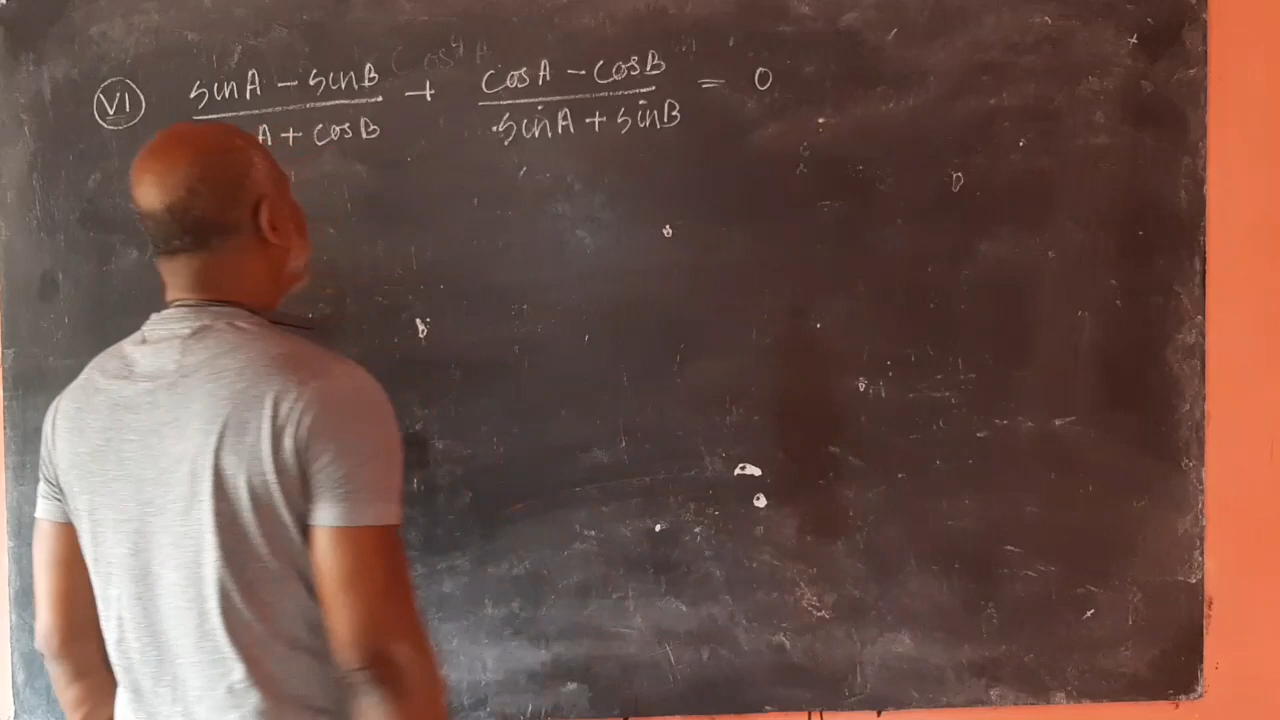 VI sinA - sinB + cosA - cosB = 0
A + cosB sinA + sinB